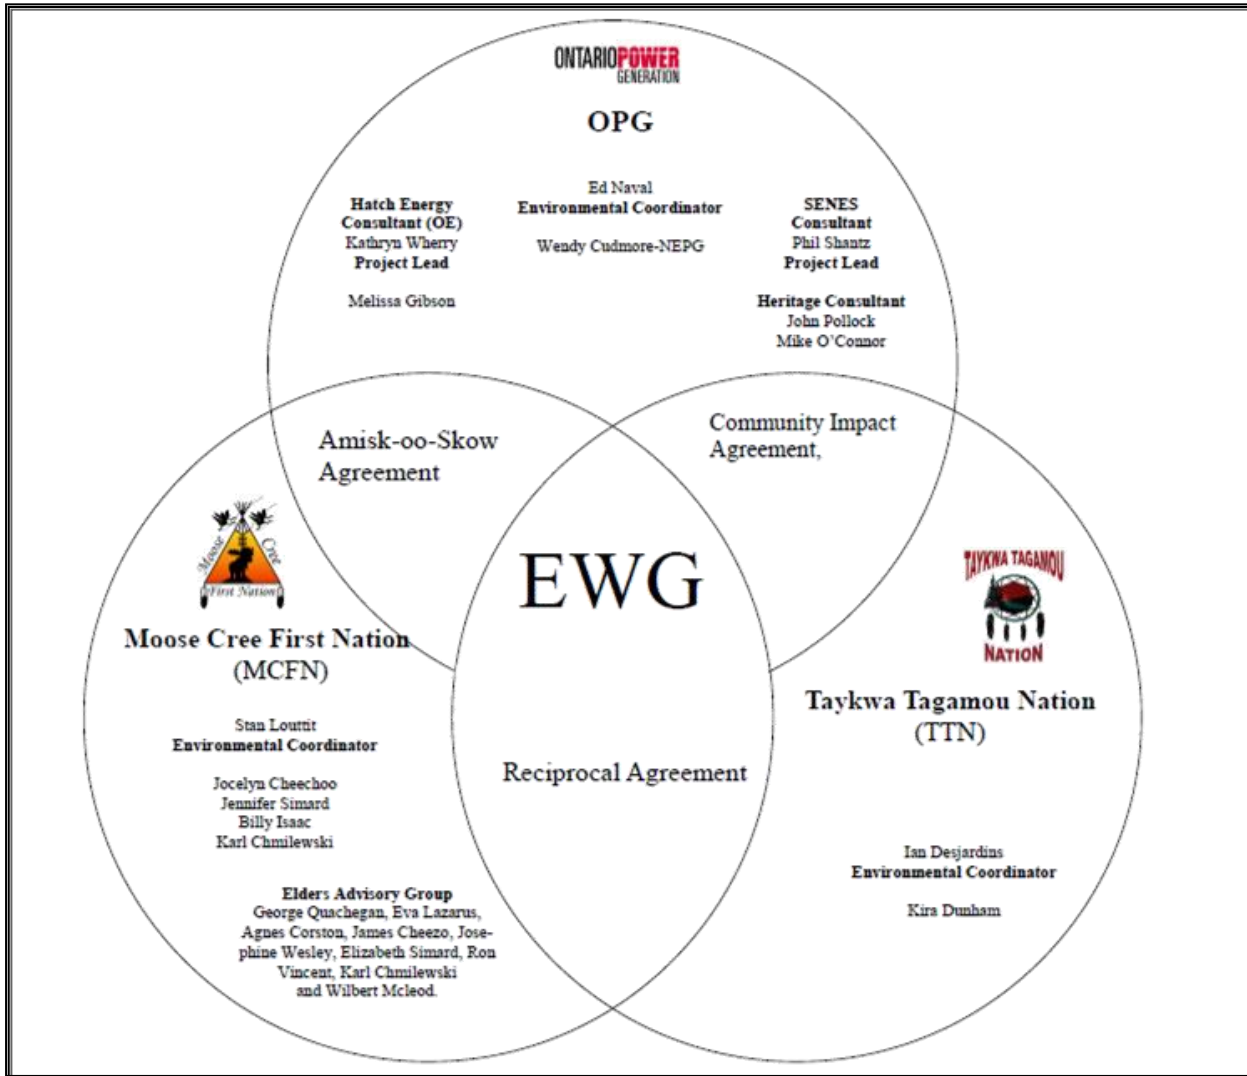 ONTARIOPOWER
GENERATION
OPG
Ed Naval
Environmental Coordinator
Wendy Cudmore-NEPG
Hatch Energy
Consultant (OE)
Kathryn Wherry
Project Lead
Melissa Gibson
SENES
Consultant
Phil Shantz
Project Lead
Heritage Consultant
John Pollock
Mike O'Connor
Amisk-oo-Skow
Agreement
Community Impact
Agreement,
EWG
Reciprocal Agreement
Moose Cree
First Nation
Moose Cree First Nation
(MCFN)
Stan Louttit
Environmental Coordinator
Jocelyn Cheechoo
Jennifer Simard
Billy Isaac
Karl Chmilewski
Elders Advisory Group
George Quachegan, Eva Lazarus,
Agnes Corston, James Cheezo, Jose-
phine Wesley, Elizabeth Simard, Ron
Vincent, Karl Chmilewski
and Wilbert Mcleod.
TAYKWA TAGAMOU
NATION
Taykwa Tagamou Nation
(TTN)
Ian Desjardins
Environmental Coordinator
Kira Dunham